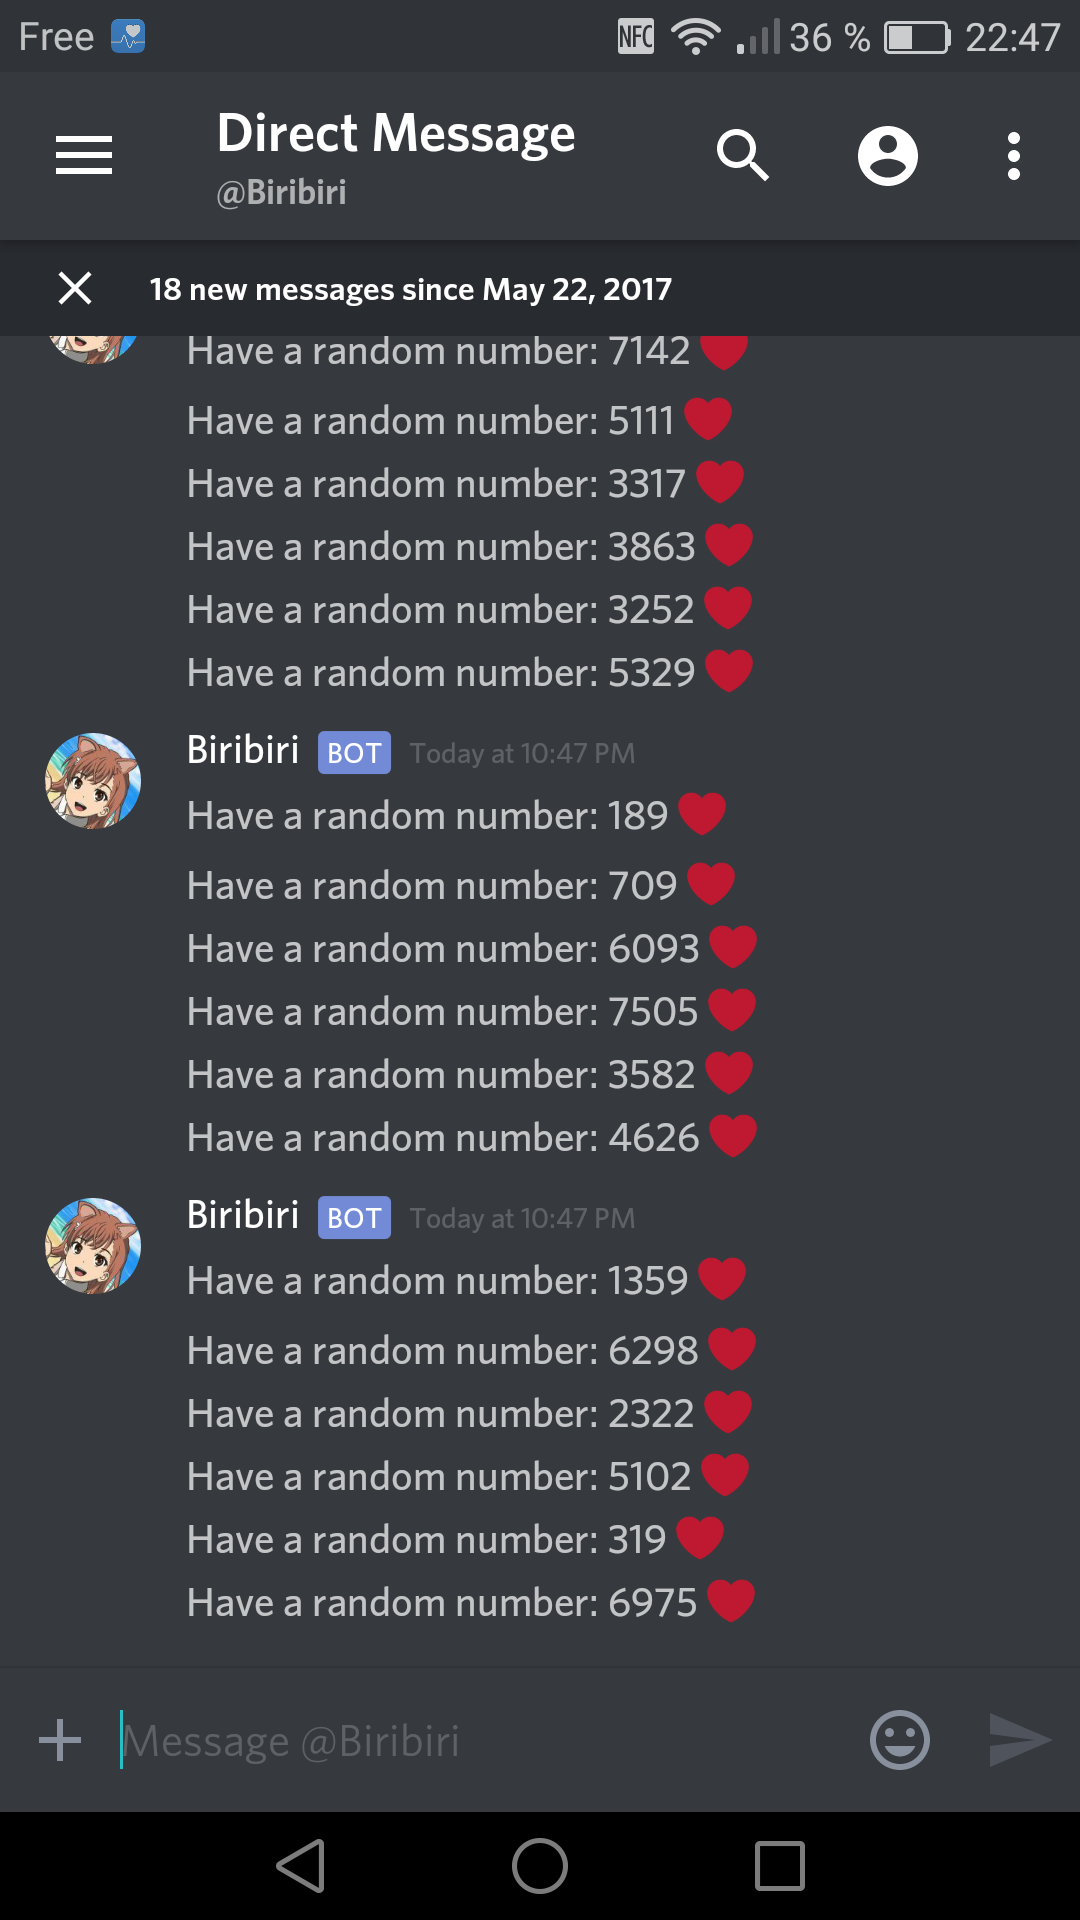 Free NFC 36 % 22:47
Direct Message
@Biribiri
18 new messages since May 22, 2017
Have a random number: 7142
Have a random number: 5111
Have a random number: 3317
Have a random number: 3863
Have a random number: 3252
Have a random number: 5329
Biribiri BOT Today at 10:47 PM
Have a random number: 189
Have a random number: 709
Have a random number: 6093
Have a random number: 7505
Have a random number: 3582
Have a random number: 4626
Biribiri BOT Today at 10:47 PM
Have a random number: 1359
Have a random number: 6298
Have a random number: 2322
Have a random number: 5102
Have a random number: 319
Have a random number: 6975
Message @Biribiri